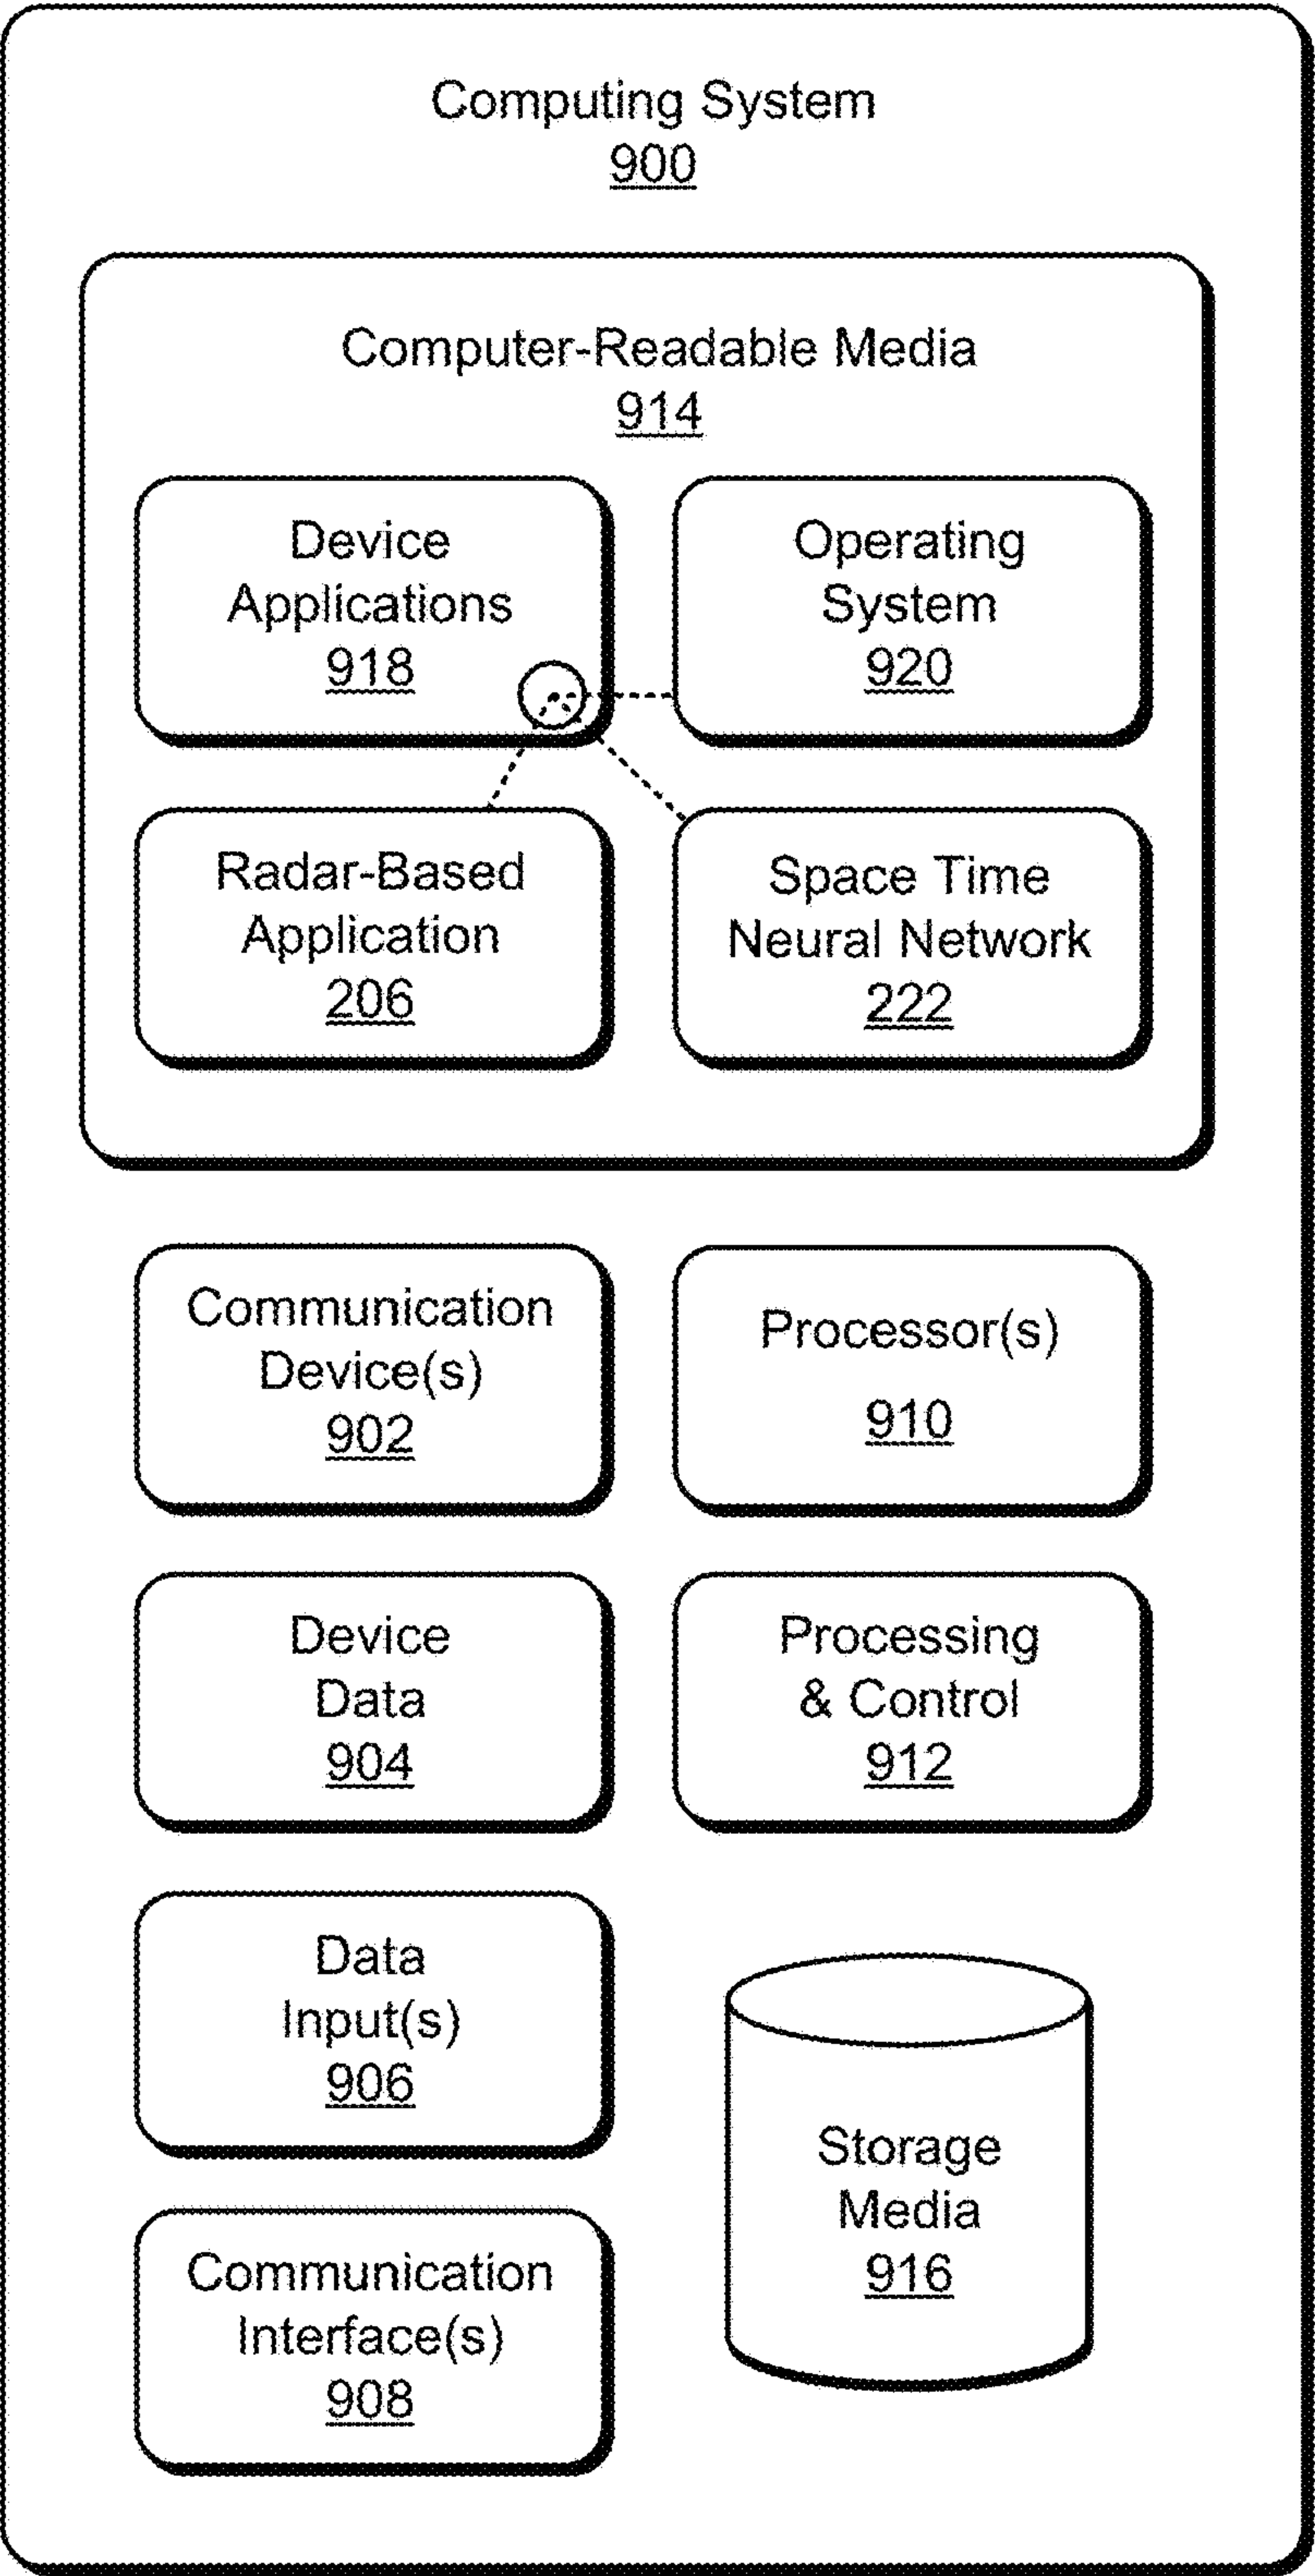 Computing System
900
Computer-Readable Media
914
Device
Applications
918
Operating
System
920
Radar-Based
Application
206
Space Time
Neural Network
222
Communication
Device(s)
902
Processor(s)
910
Device
Data
904
Processing
& Control
912
Data
Input(s)
906
Storage
Media
916
Communication
Interface(s)
908